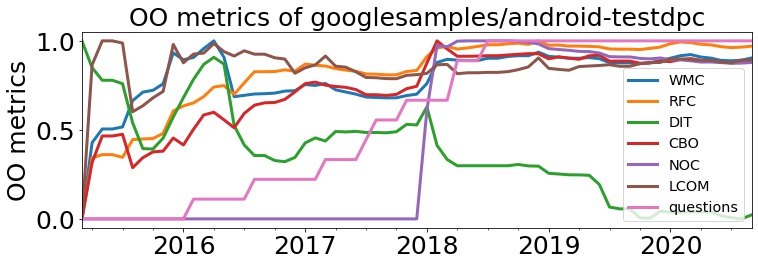 OO metrics of googlesamples/android-testdpc
OO metrics
1.0
0.5
0.0
2016 2017 2018 2019 2020
WMC
RFC
DIT
CBO
NOC
LCOM
questions